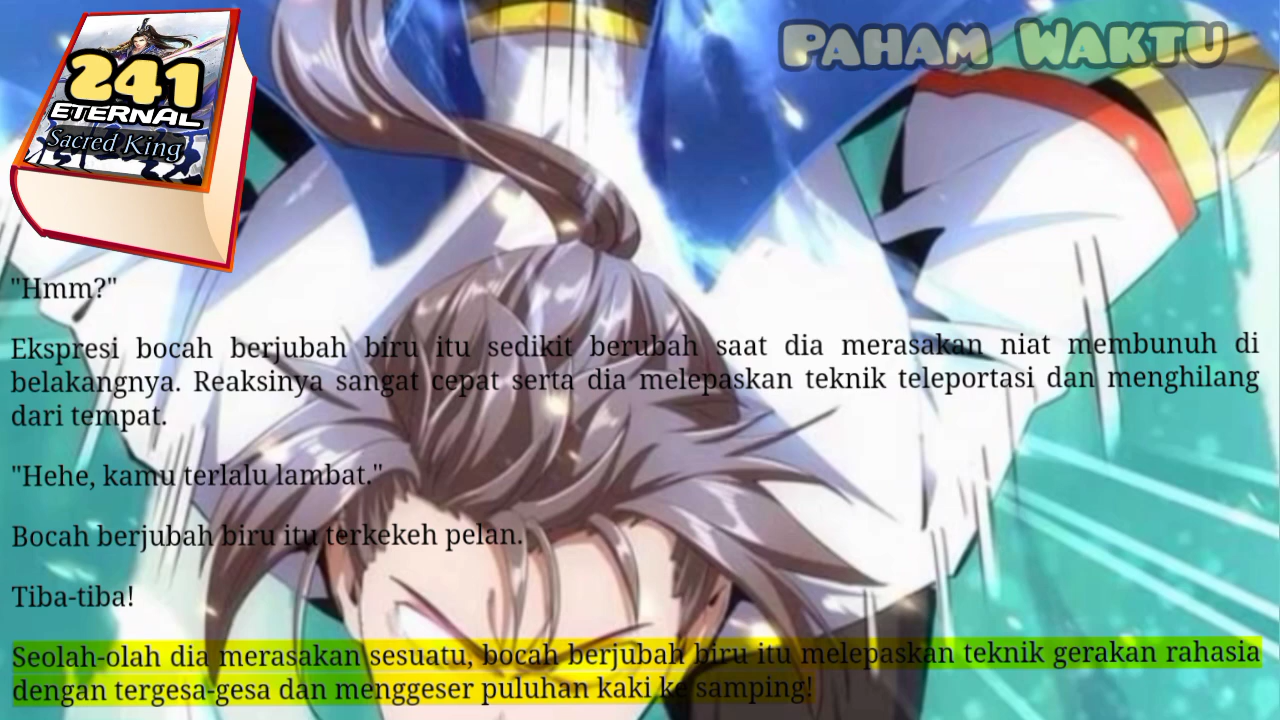 241
ETERNAL
Sacred King
PAHAM WAKTU
"Hmm?"
Ekspresi bocah berjubah biru itu sedikit berubah saat dia merasakan niat membunuh di
belakangnya. Reaksinya sangat cepat serta dia melepaskan teknik teleportasi dan menghilang
dari tempat.
"Hehe, kamu terlalu lambat."
Bocah berjubah biru itu terkekeh pelan.
Tiba-tiba!
Seolah-olah dia merasakan sesuatu, bocah berjubah biru itu melepaskan teknik gerakan rahasia
dengan tergesa-gesa dan menggeser puluhan kaki ke samping!